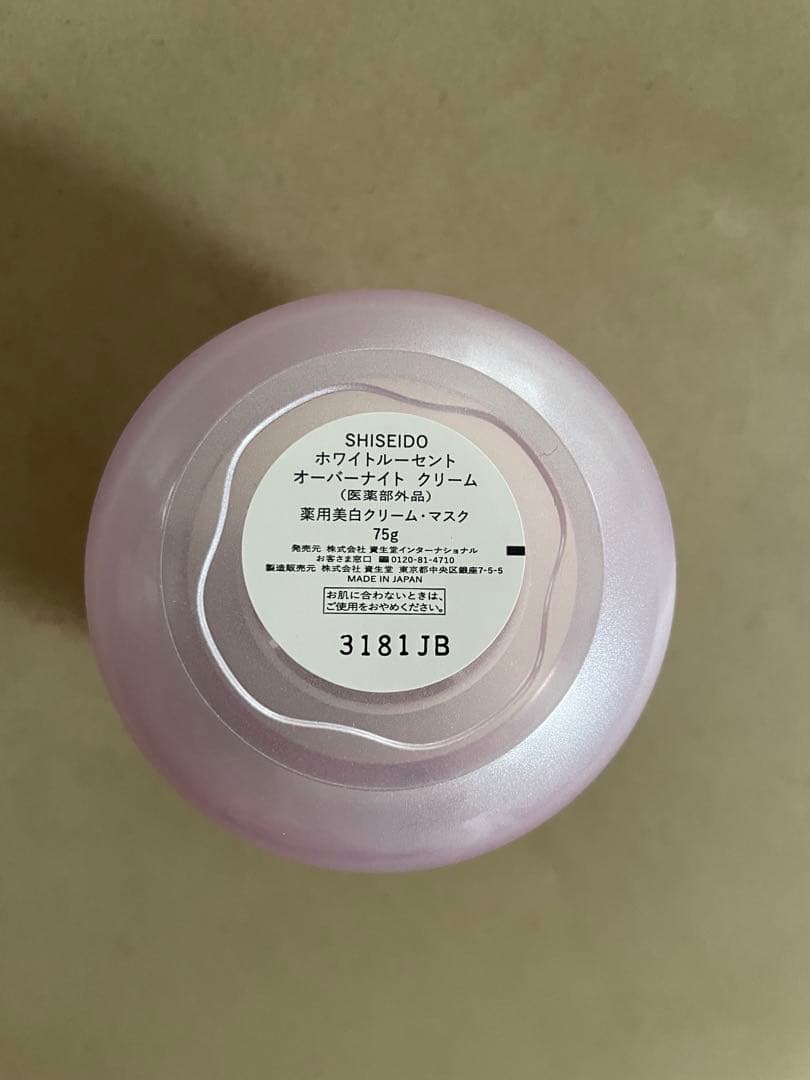 SHISEIDO
ホワイトルーセント
オーバーナイト クリーム
(医薬部外品)
薬用美白クリーム・マスク
75g
発売元 株式会社 資生堂インターナショナル
お客さま窓口 0120-81-4710
製造販売元 株式会社 資生堂 東京都中央区銀座7-5-5
MADE IN JAPAN
お肌に合わないときは、
ご使用をおやめください。
3181JB